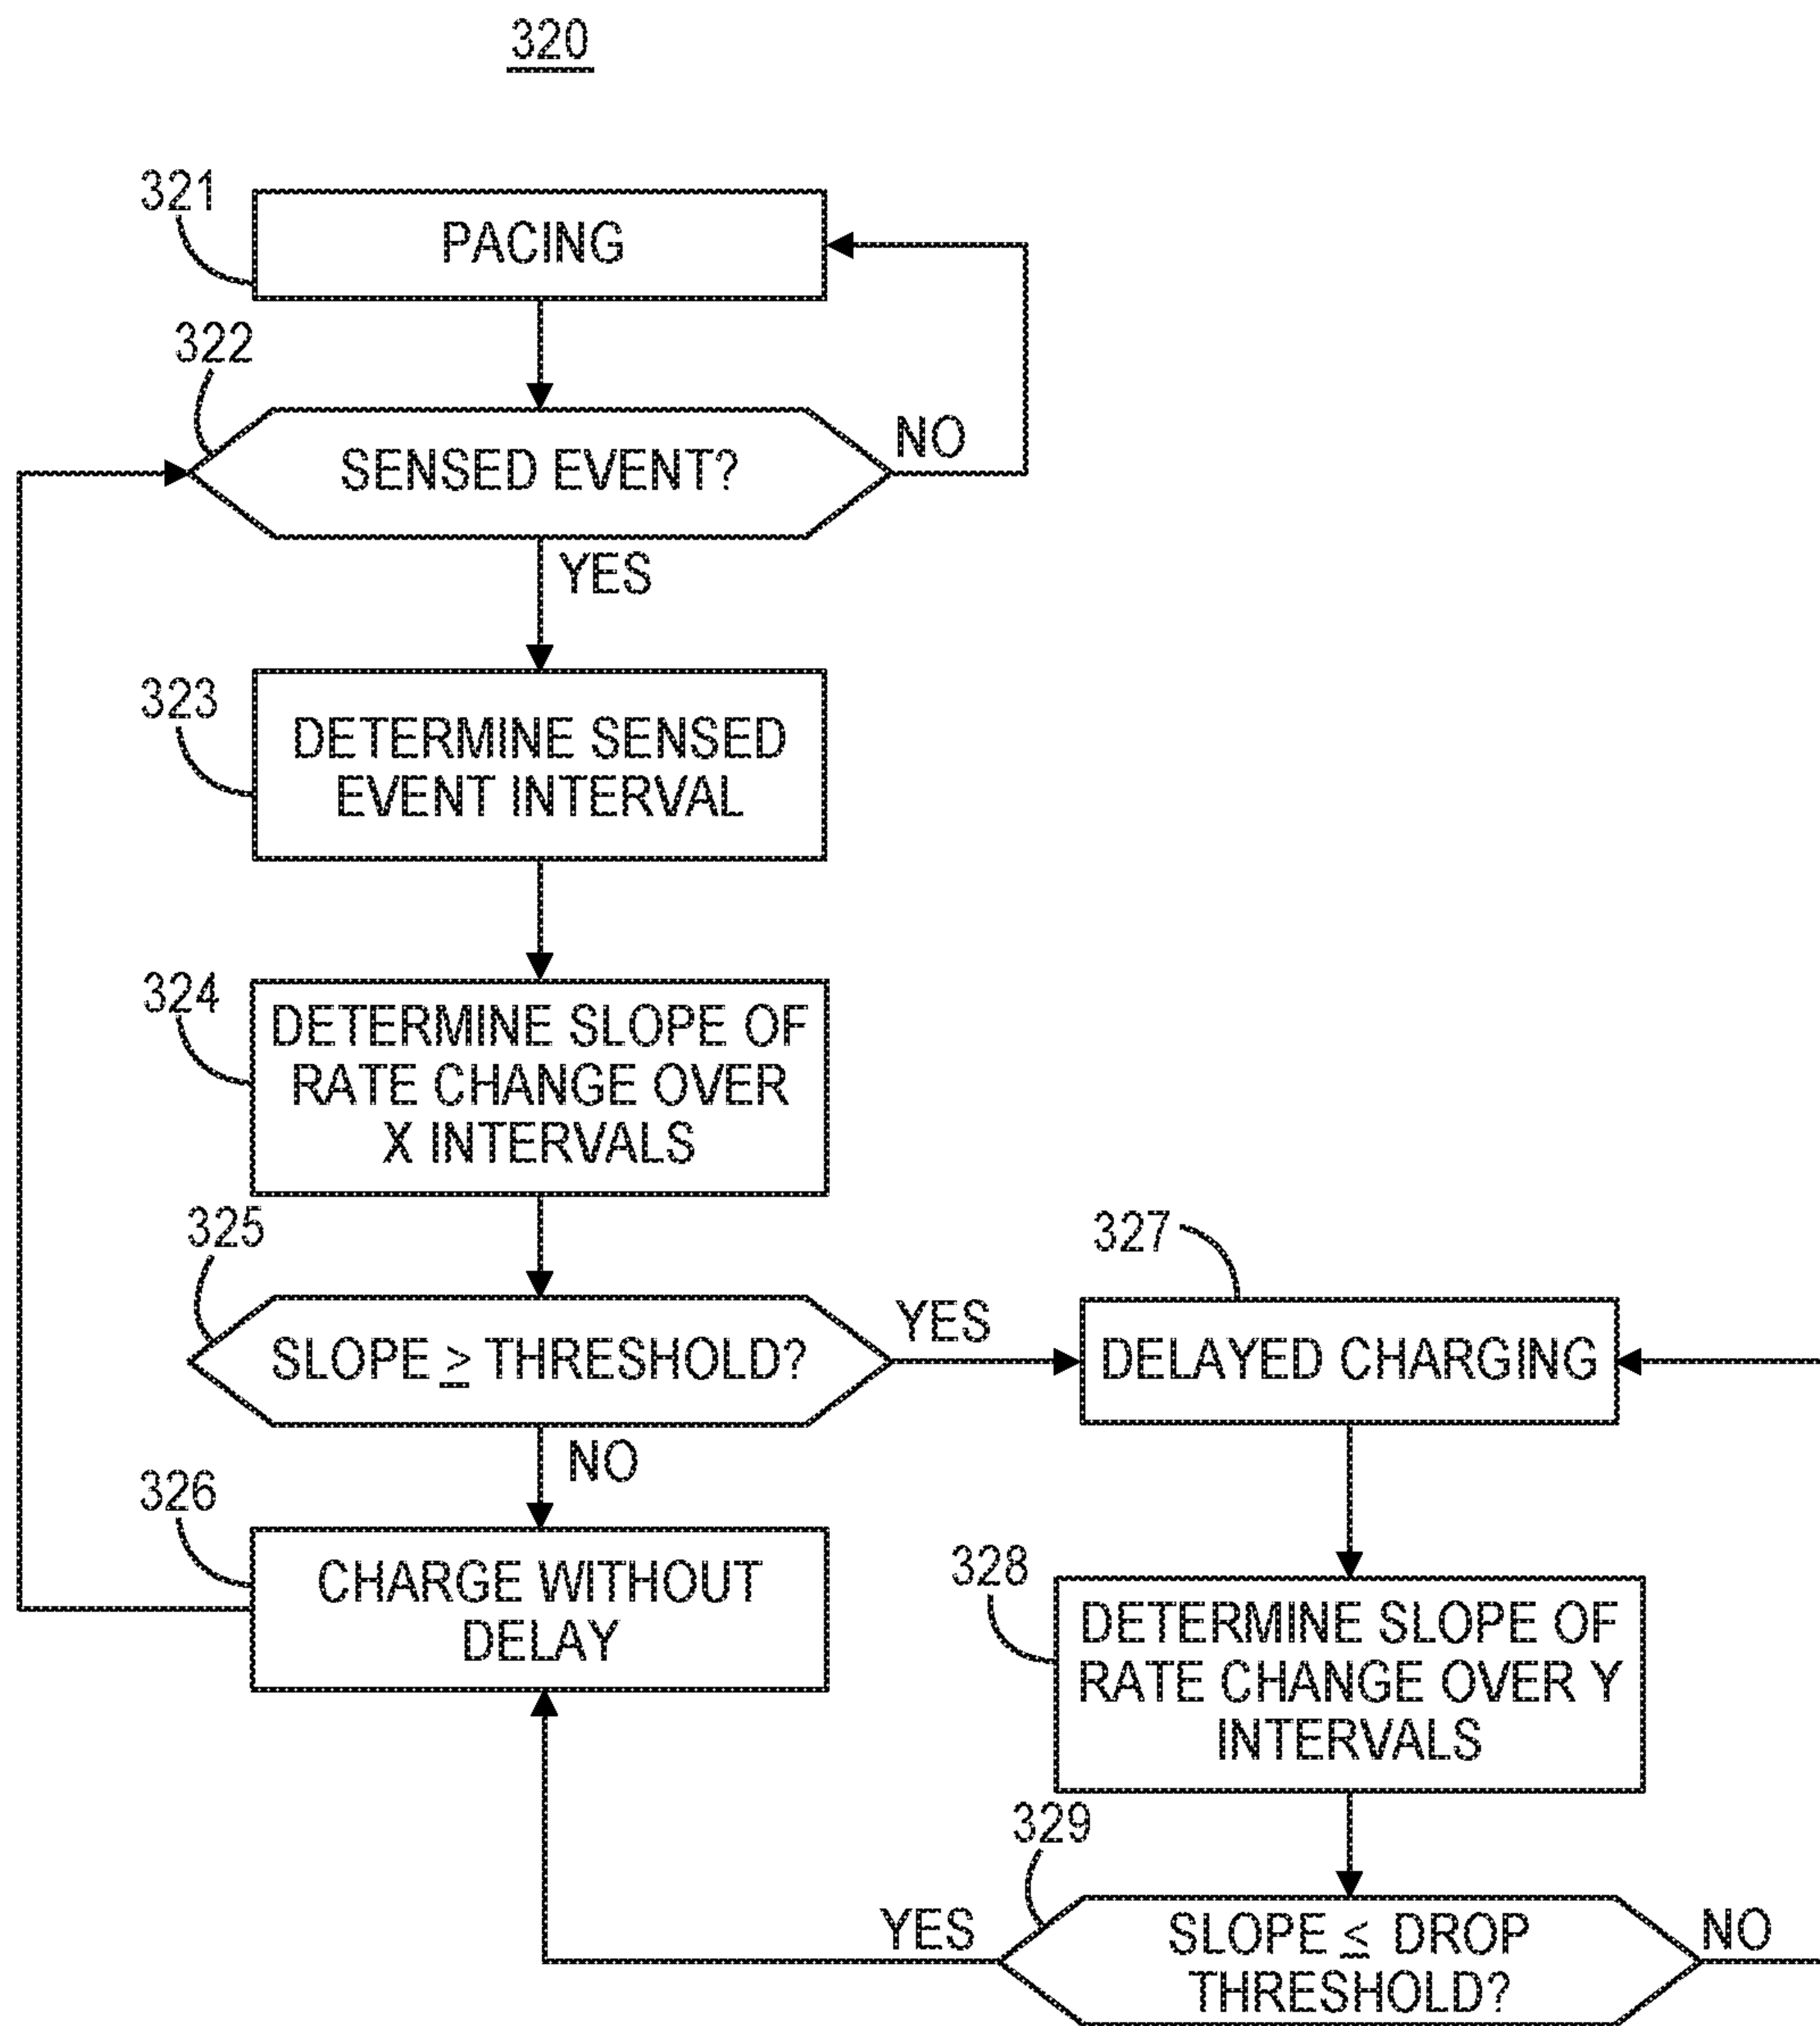 320
321
PACING
322
SENSED EVENT?
NO
YES
323
DETERMINE SENSED
EVENT INTERVAL
324
DETERMINE SLOPE OF
RATE CHANGE OVER
X INTERVALS
325
SLOPE ≥ THRESHOLD?
YES
NO
327
DELAYED CHARGING
326
CHARGE WITHOUT
DELAY
328
DETERMINE SLOPE OF
RATE CHANGE OVER Y
INTERVALS
329
SLOPE ≤ DROP
THRESHOLD?
YES
NO